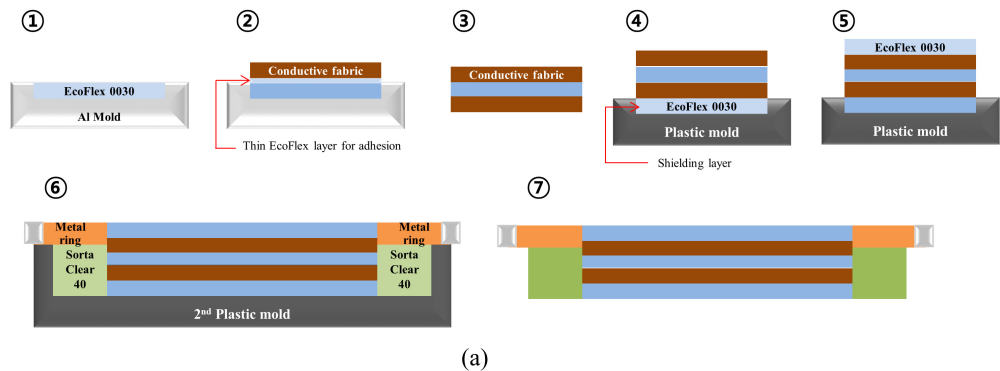 ①
EcoFlex 0030
Al Mold
②
Conductive fabric
Thin EcoFlex layer for adhesion
③
Conductive fabric
④
EcoFlex 0030
Plastic mold
Shielding layer
⑤
EcoFlex 0030
Plastic mold
⑥
Metal
ring
Sorta
Clear
40
Metal
ring
Sorta
Clear
40
2nd Plastic mold
⑦
(a)